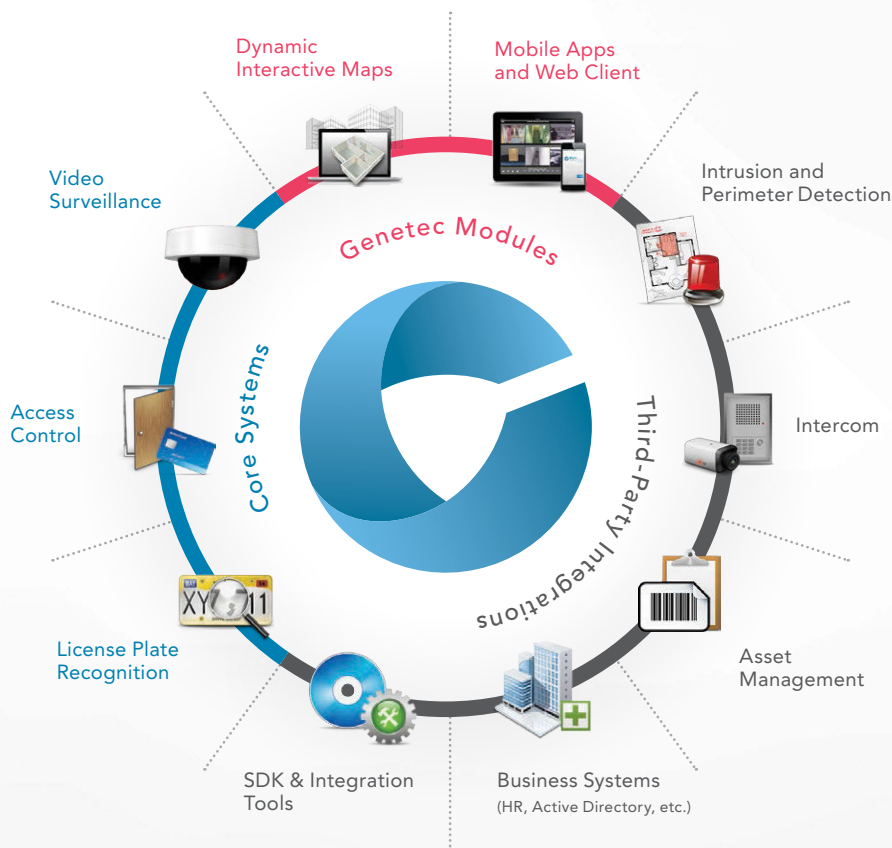 Dynamic
Interactive Maps
Mobile Apps
and Web Client
Video
Surveillance
Intrusion and
Perimeter Detection
Genetec Modules
Core Systems
Third-Party Integrations
Access
Control
Intercom
XY
11
License Plate
Recognition
Asset
Management
SDK & Integration
Tools
Business Systems
(HR, Active Directory, etc.)